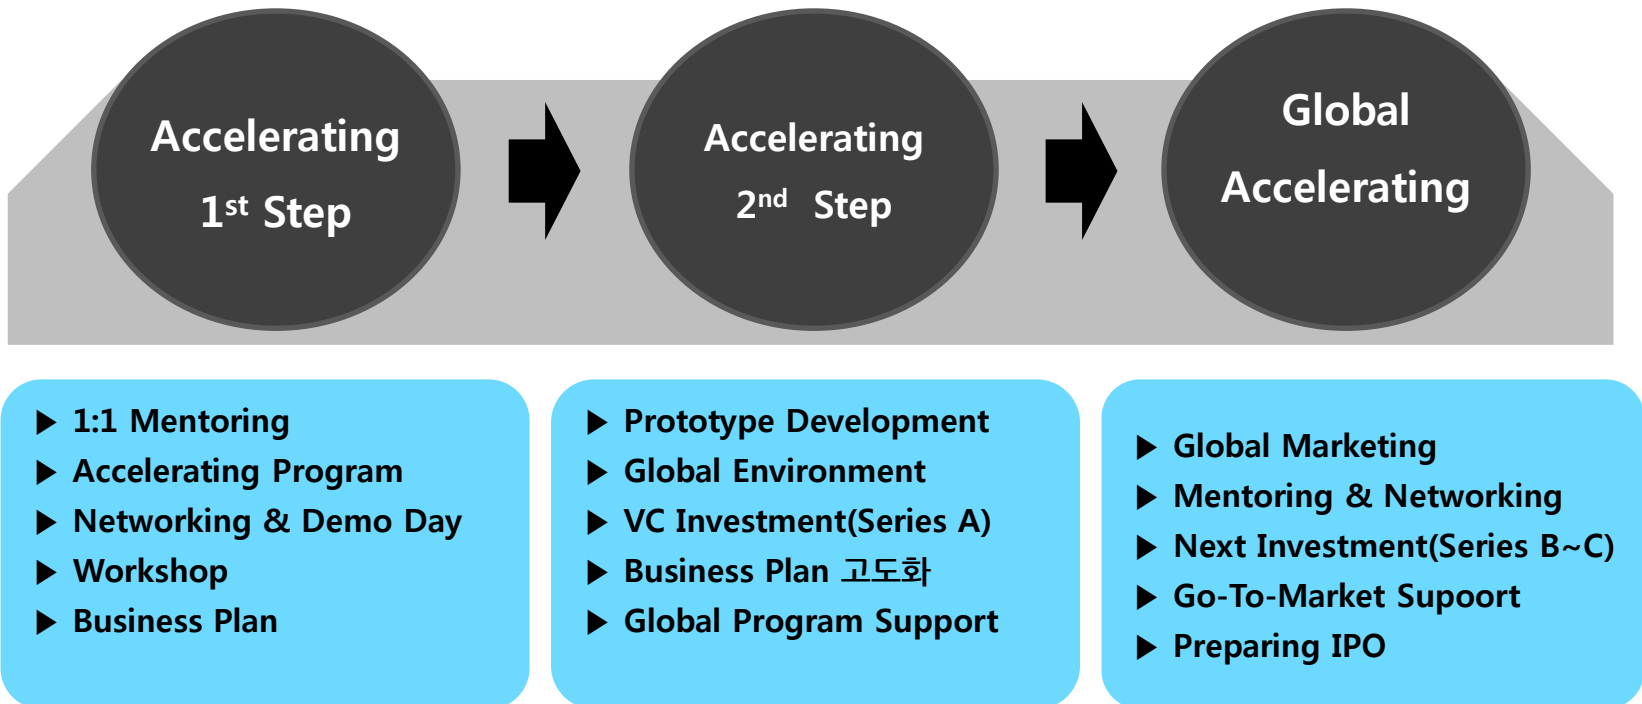 Accelerating
1st Step
Accelerating
2nd Step
Global
Accelerating
▶ 1:1 Mentoring
▶ Accelerating Program
▶ Networking & Demo Day
▶ Workshop
▶ Business Plan
▶ Prototype Development
▶ Global Environment
▶ VC Investment(Series A)
▶ Business Plan 고도화
▶ Global Program Support
▶ Global Marketing
▶ Mentoring & Networking
▶ Next Investment(Series B~C)
▶ Go-To-Market Supoort
▶ Preparing IPO